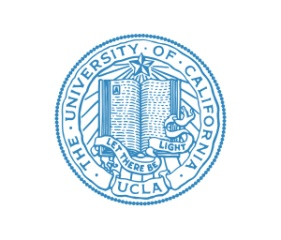 · THE · UNIVERSITY · OF · CALIFORNIA ·
A
LET THERE BE LIGHT
UCLA